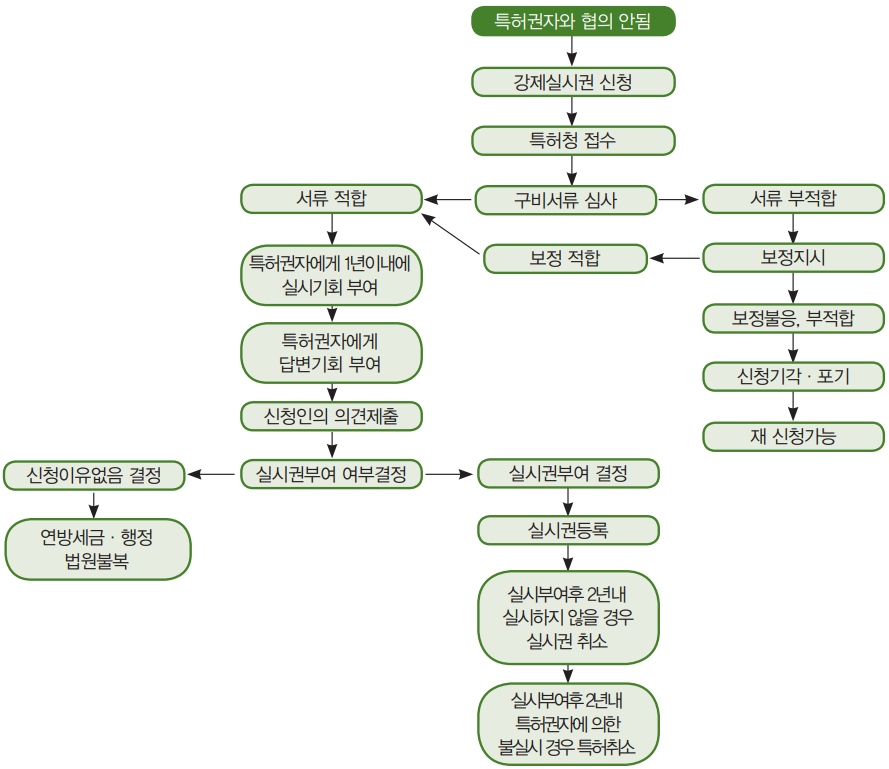 특허권자와 협의 안됨
강제실시권 신청
특허청 접수
서류 적합
구비서류 심사
서류 부적합
특허권자에게 1년이내에
실시기회 부여
보정 적합
보정지시
보정불응, 부적합
특허권자에게
답변기회 부여
신청기각 · 포기
신청인의 의견제출
재 신청가능
신청이유없음 결정
실시권부여 여부결정
실시권부여 결정
연방세금 · 행정
법원불복
실시권등록
실시부여후 2년내
실시하지 않을 경우
실시권 취소
실시부여후 2년내
특허권자에 의한
불실시 경우 특허취소